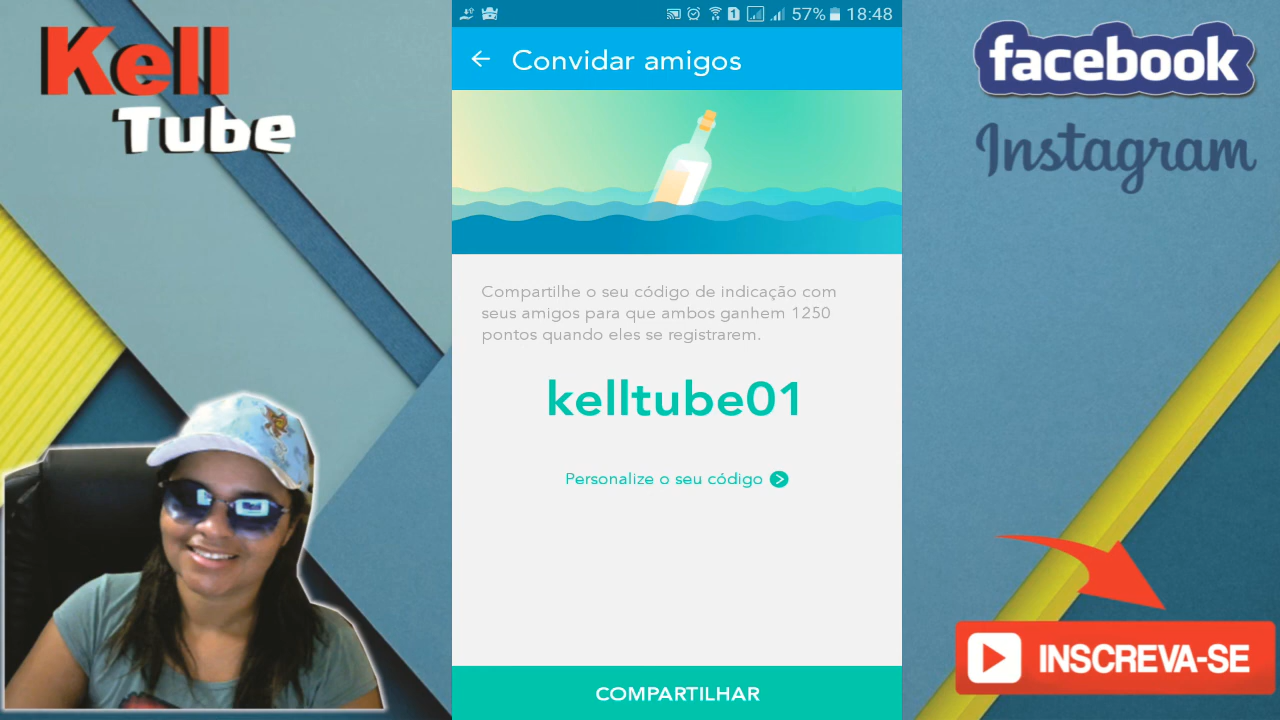 Kell
Tube
1
57%
18:48
Convidar amigos
Compartilhe o seu código de indicação com
seus amigos para que ambos ganhem 1250
pontos quando eles se registrarem.
kelltube01
Personalize o seu código
COMPARTILHAR
facebook
Instagram
INSCREVA-SE